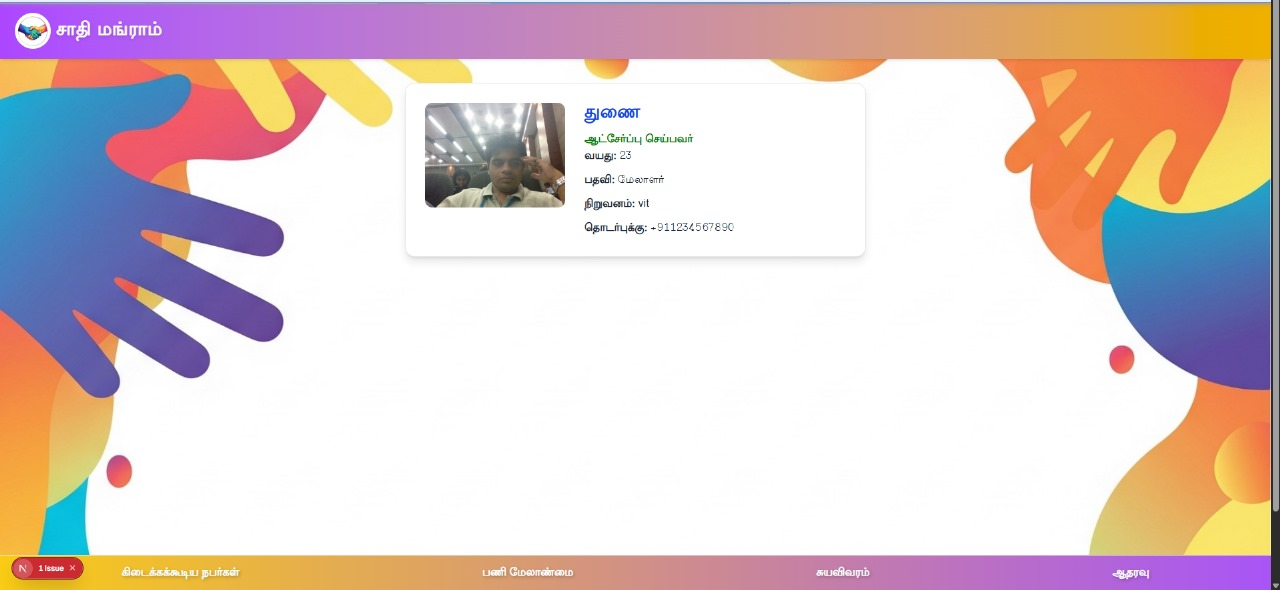 சாதி மங்ராம்
துணை
ஆட்சேர்ப்பு செய்பவர்
வயது: 23
பதவி: மேலாளர்
நிறுவனம்: vit
தொடர்புக்கு: +911234567890
N 1 Issue ×
கிடைக்கக்கூடிய நபர்கள்
பணி மேலாண்மை
சுயவிவரம்
ஆதரவு